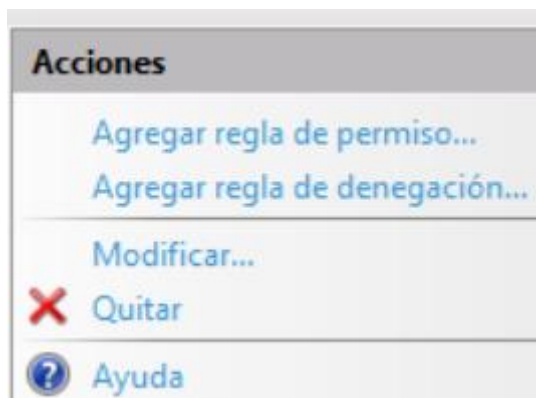 Acciones
Agregar regla de permiso...
Agregar regla de denegación...
Modificar...
Quitar
Ayuda